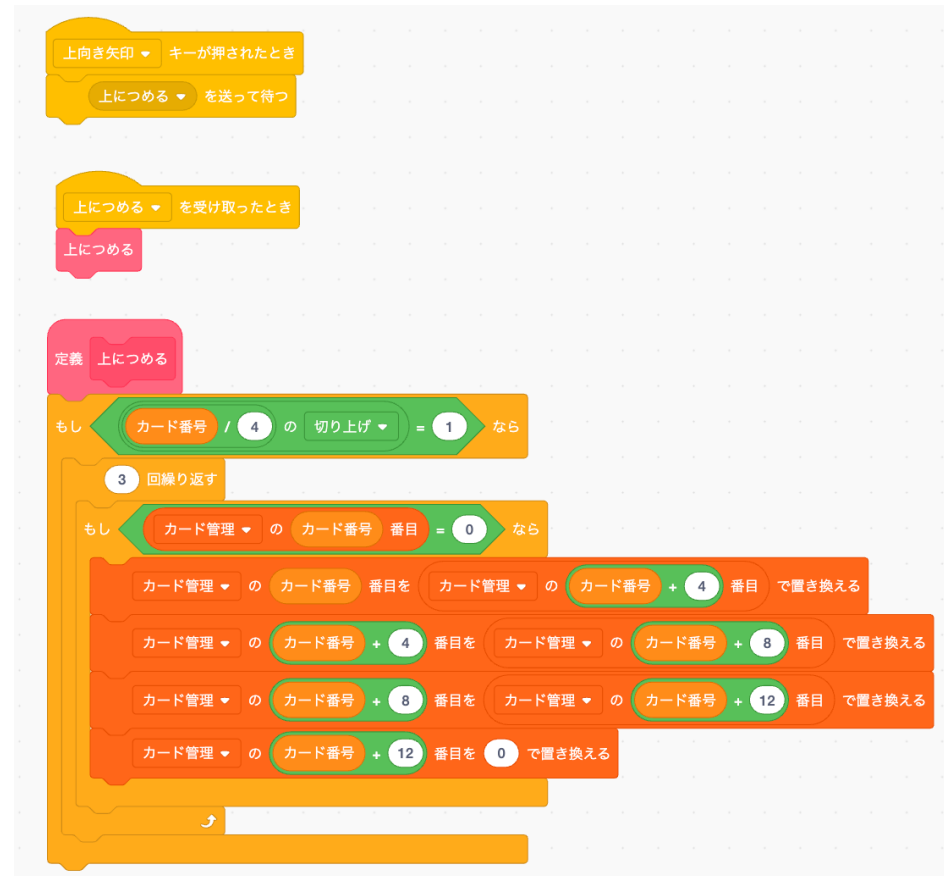 上向き矢印 キーが押されたとき
上につめる を送って待つ
上につめる を受け取ったとき
上につめる
定義 上につめる
もし カード番号 / 4 の 切り上げ = 1 なら
3 回繰り返す
もし カード管理 の カード番号 番目 = 0 なら
カード管理 の カード番号 番目を カード管理 の カード番号 + 4 番目 で置き換える
カード管理 の カード番号 + 4 番目を カード管理 の カード番号 + 8 番目 で置き換える
カード管理 の カード番号 + 8 番目を カード管理 の カード番号 + 12 番目 で置き換える
カード管理 の カード番号 + 12 番目を 0 で置き換える